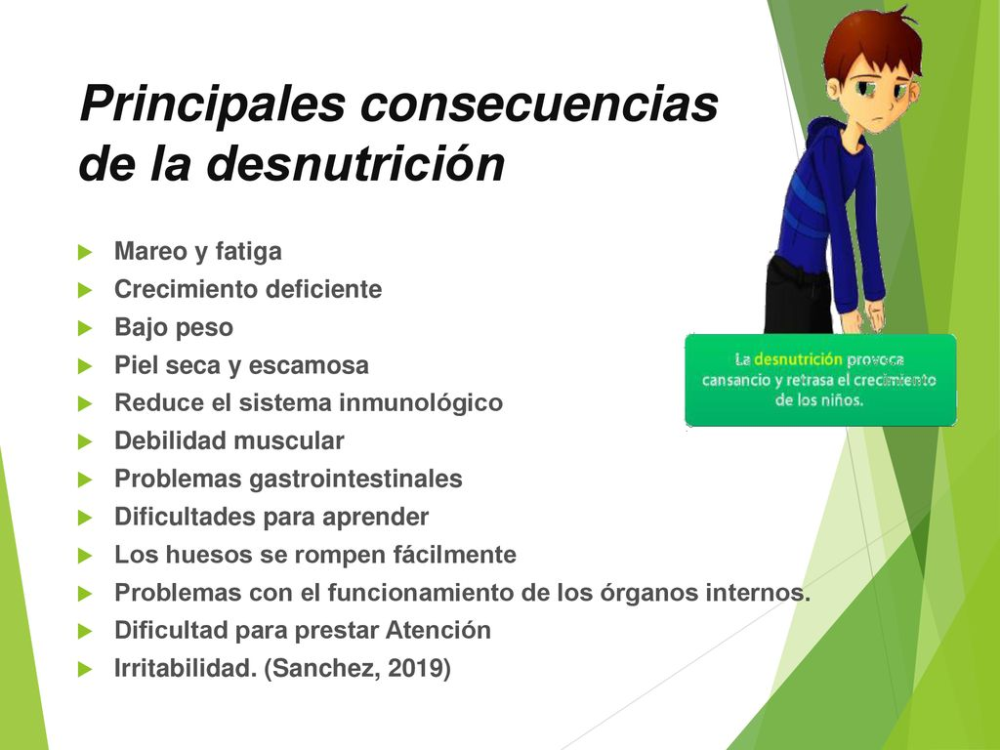 Principales consecuencias
de la desnutrición
Mareo y fatiga
Crecimiento deficiente
Bajo peso
Piel seca y escamosa
Reduce el sistema inmunológico
Debilidad muscular
Problemas gastrointestinales
Dificultades para aprender
Los huesos se rompen fácilmente
Problemas con el funcionamiento de los órganos internos.
Dificultad para prestar Atención
Irritabilidad. (Sanchez, 2019)
La desnutrición provoca
cansancio y retrasa el crecimiento
de los niños.